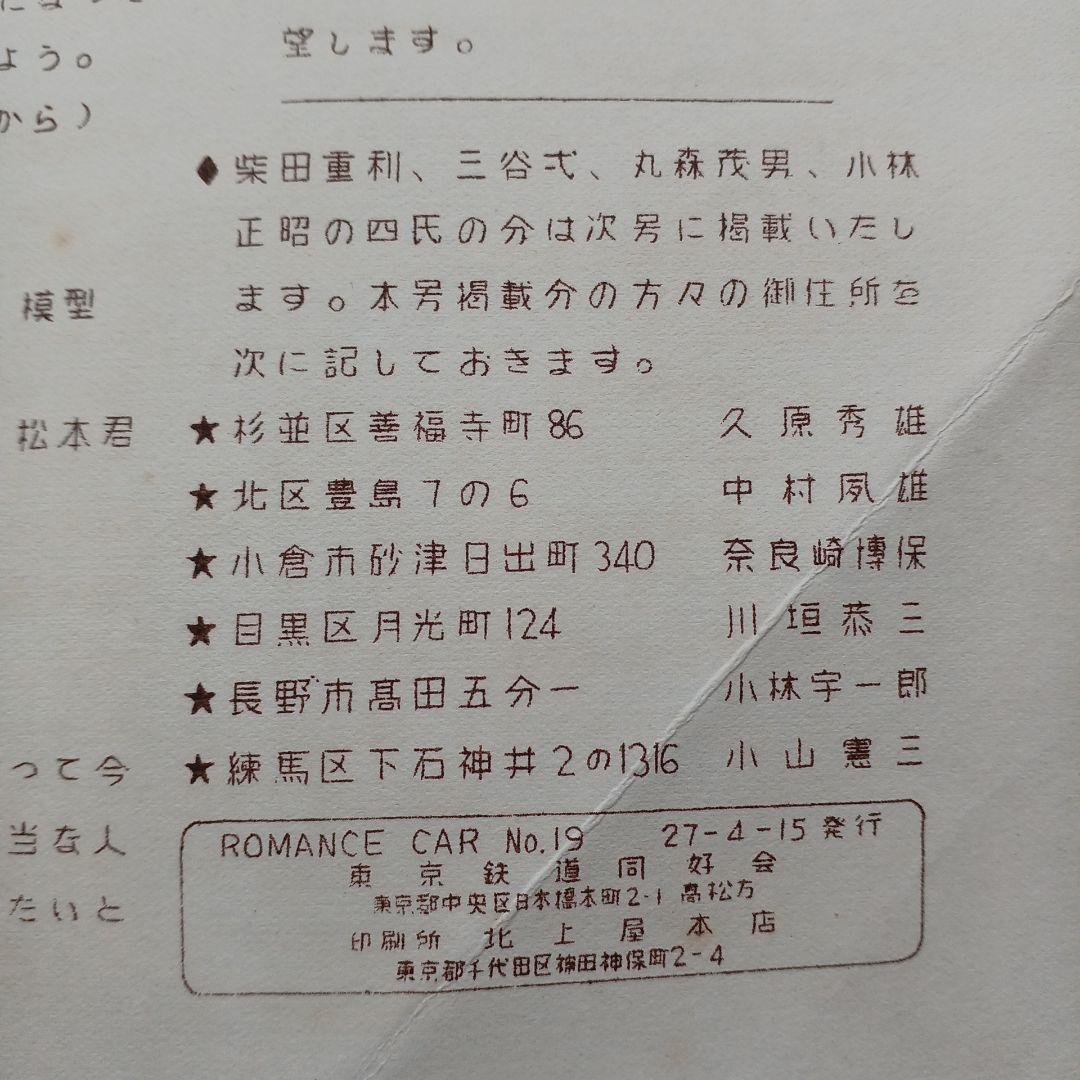 よう。
から)
模型
松本君
って今
当な人
たいと
望します。
◆柴田重利、三谷弍、丸森茂男、小林
正昭の四氏の分は次号に掲載いたし
ます。本号掲載分の方々の御住所を
次に記しておきます。
★杉並区善福寺町86 久原秀雄
★北区豊島7の6 中村夙雄
★小倉市砂津日出町340 奈良崎博保
★目黒区月光町124 川垣恭三
★長野市高田五分一 小林宇一郎
★練馬区下石神井2の1316 小山憲三
ROMANCE CAR No.19 27-4-15発行
東京鉄道同好会
東京都中央区日本橋本町2-1 高松方
印刷所 北上屋本店
東京都千代田区神田神保町2-4